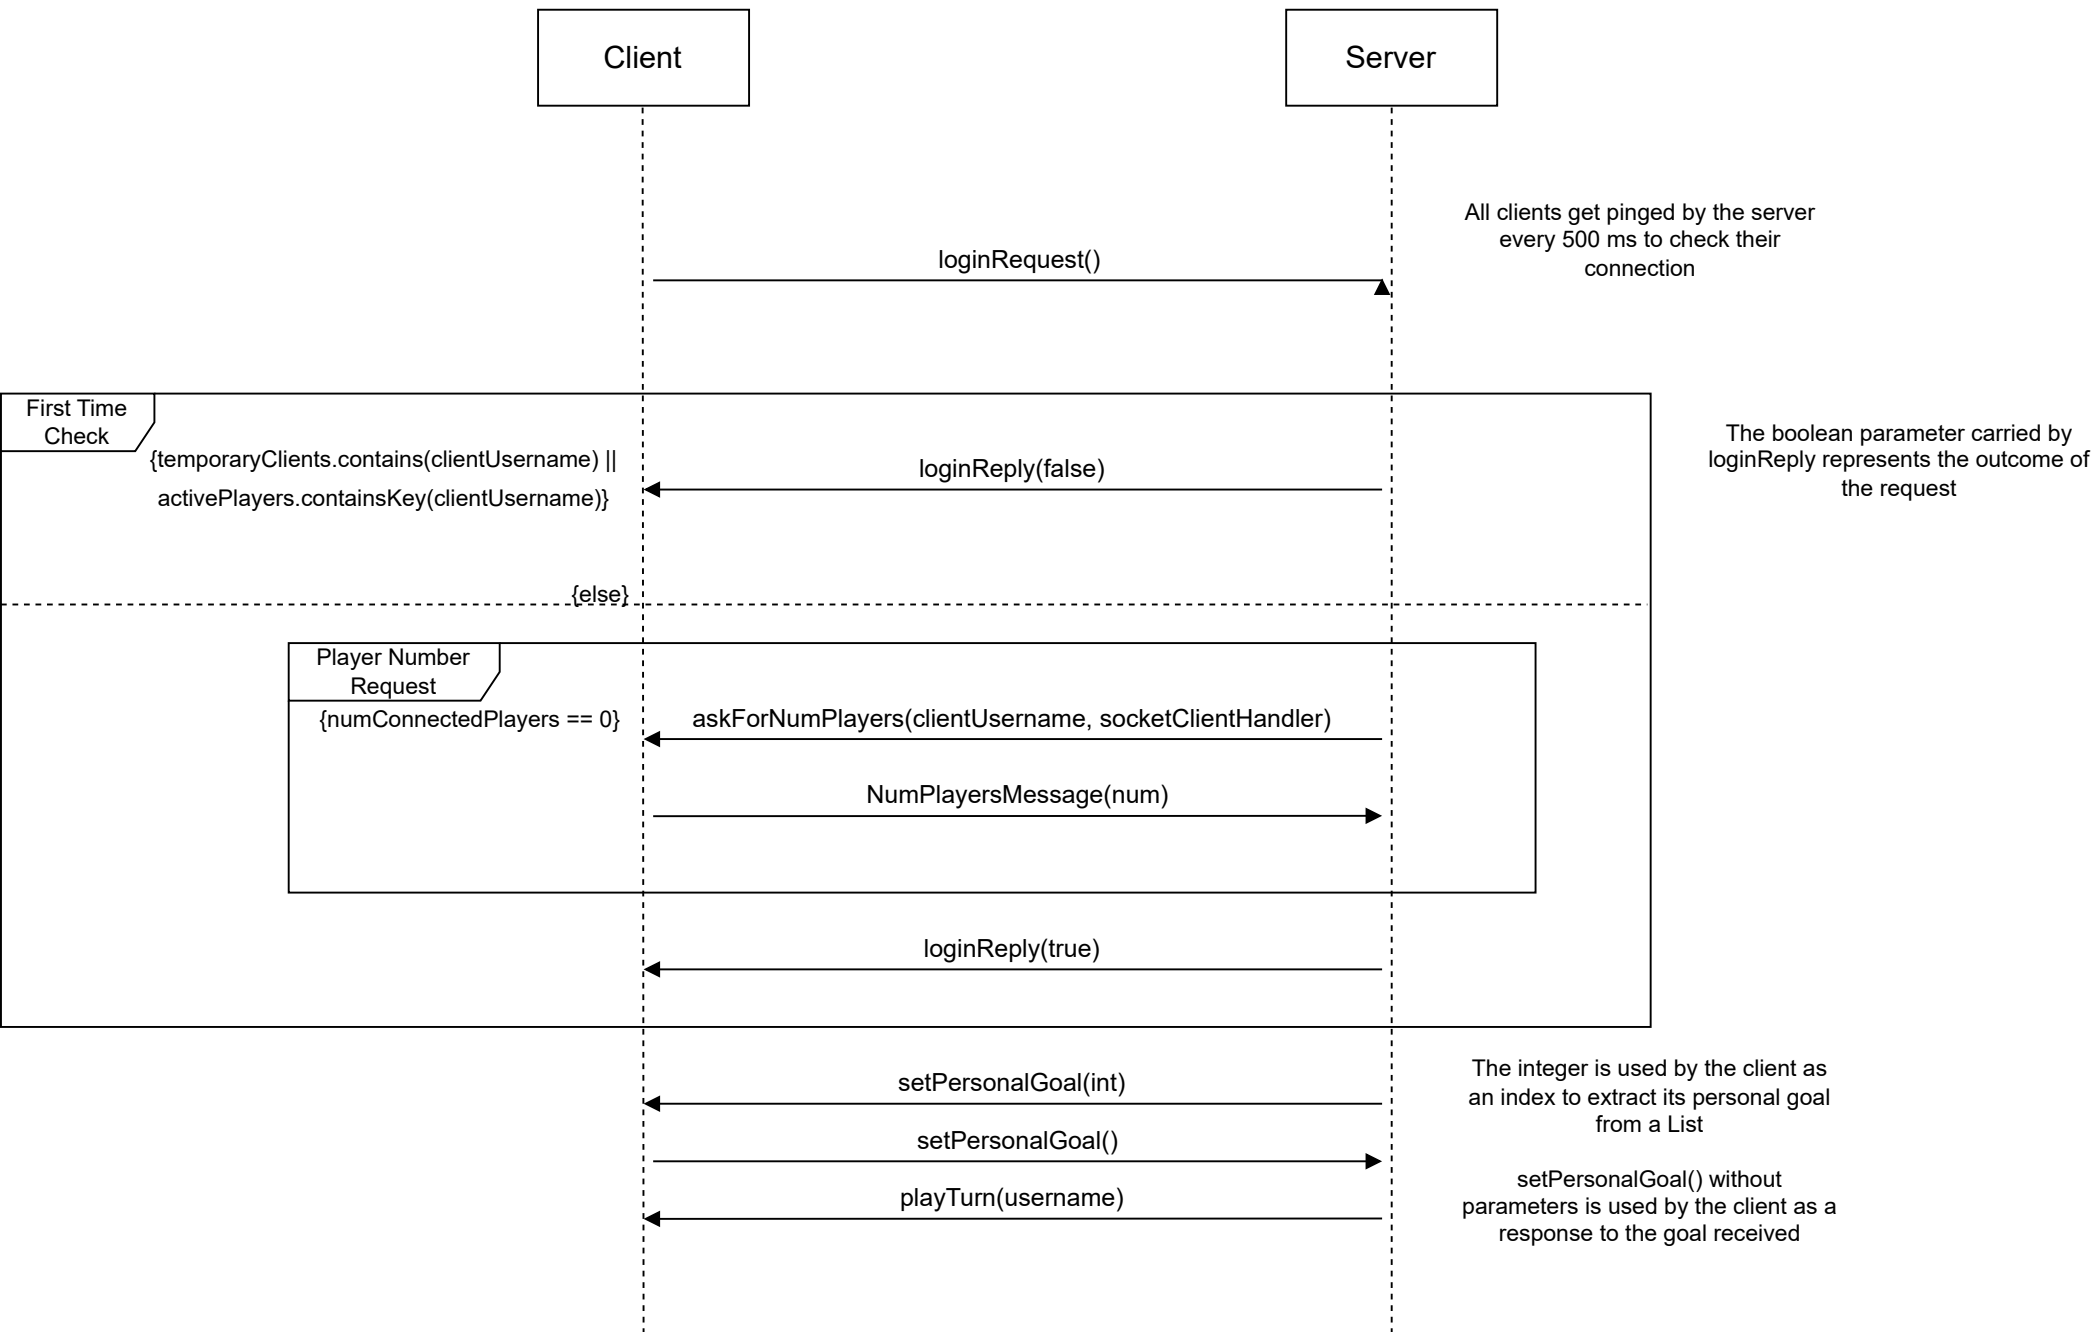 Client
Server
All clients get pinged by the server
every 500 ms to check their
connection
loginRequest()
First Time
Check
{temporaryClients.contains(clientUsername) ||
activePlayers.containsKey(clientUsername)}
loginReply(false)
The boolean parameter carried by
loginReply represents the outcome of
the request
{else}
Player Number
Request
{numConnectedPlayers == 0}
askForNumPlayers(clientUsername, socketClientHandler)
NumPlayersMessage(num)
loginReply(true)
setPersonalGoal(int)
The integer is used by the client as
an index to extract its personal goal
from a List
setPersonalGoal()
playTurn(username)
setPersonalGoal() without
parameters is used by the client as a
response to the goal received